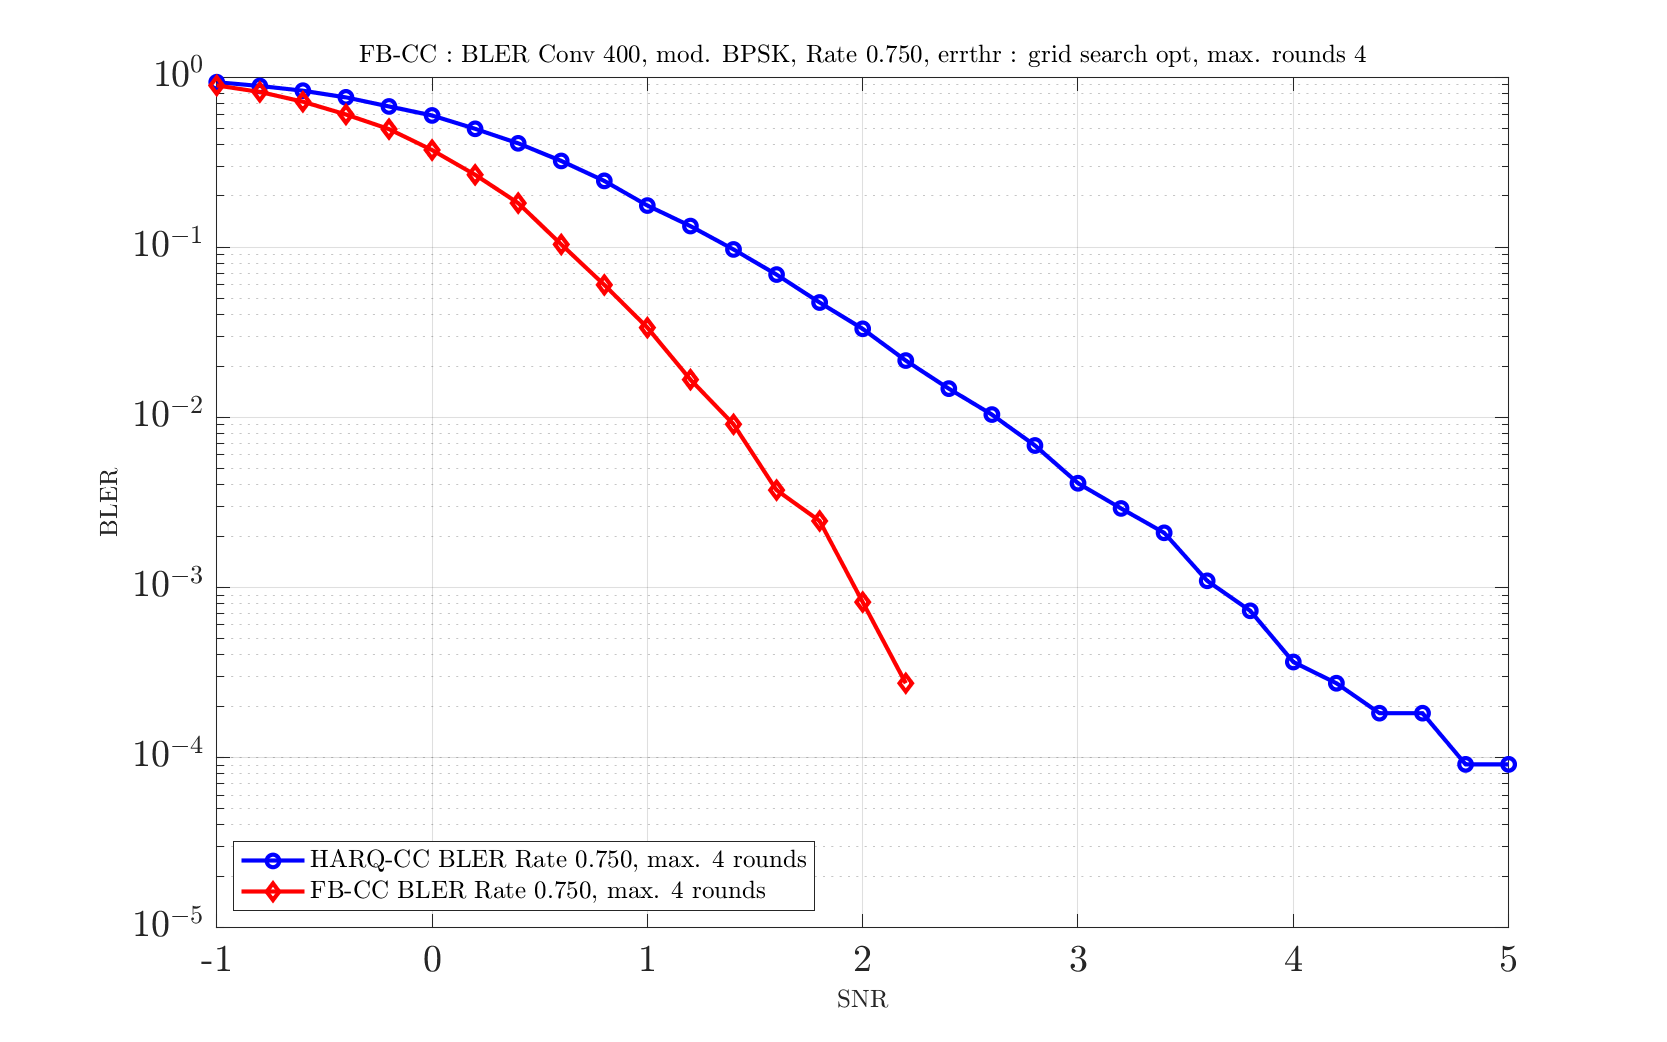 FB-CC : BLER Conv 400, mod. BPSK, Rate 0.750, errthr : grid search opt, max. rounds 4
10^0
10^{-1}
10^{-2}
10^{-3}
10^{-4}
10^{-5}
BLER
HARQ-CC BLER Rate 0.750, max. 4 rounds
FB-CC BLER Rate 0.750, max. 4 rounds
-1 0 1 2 3 4 5
SNR